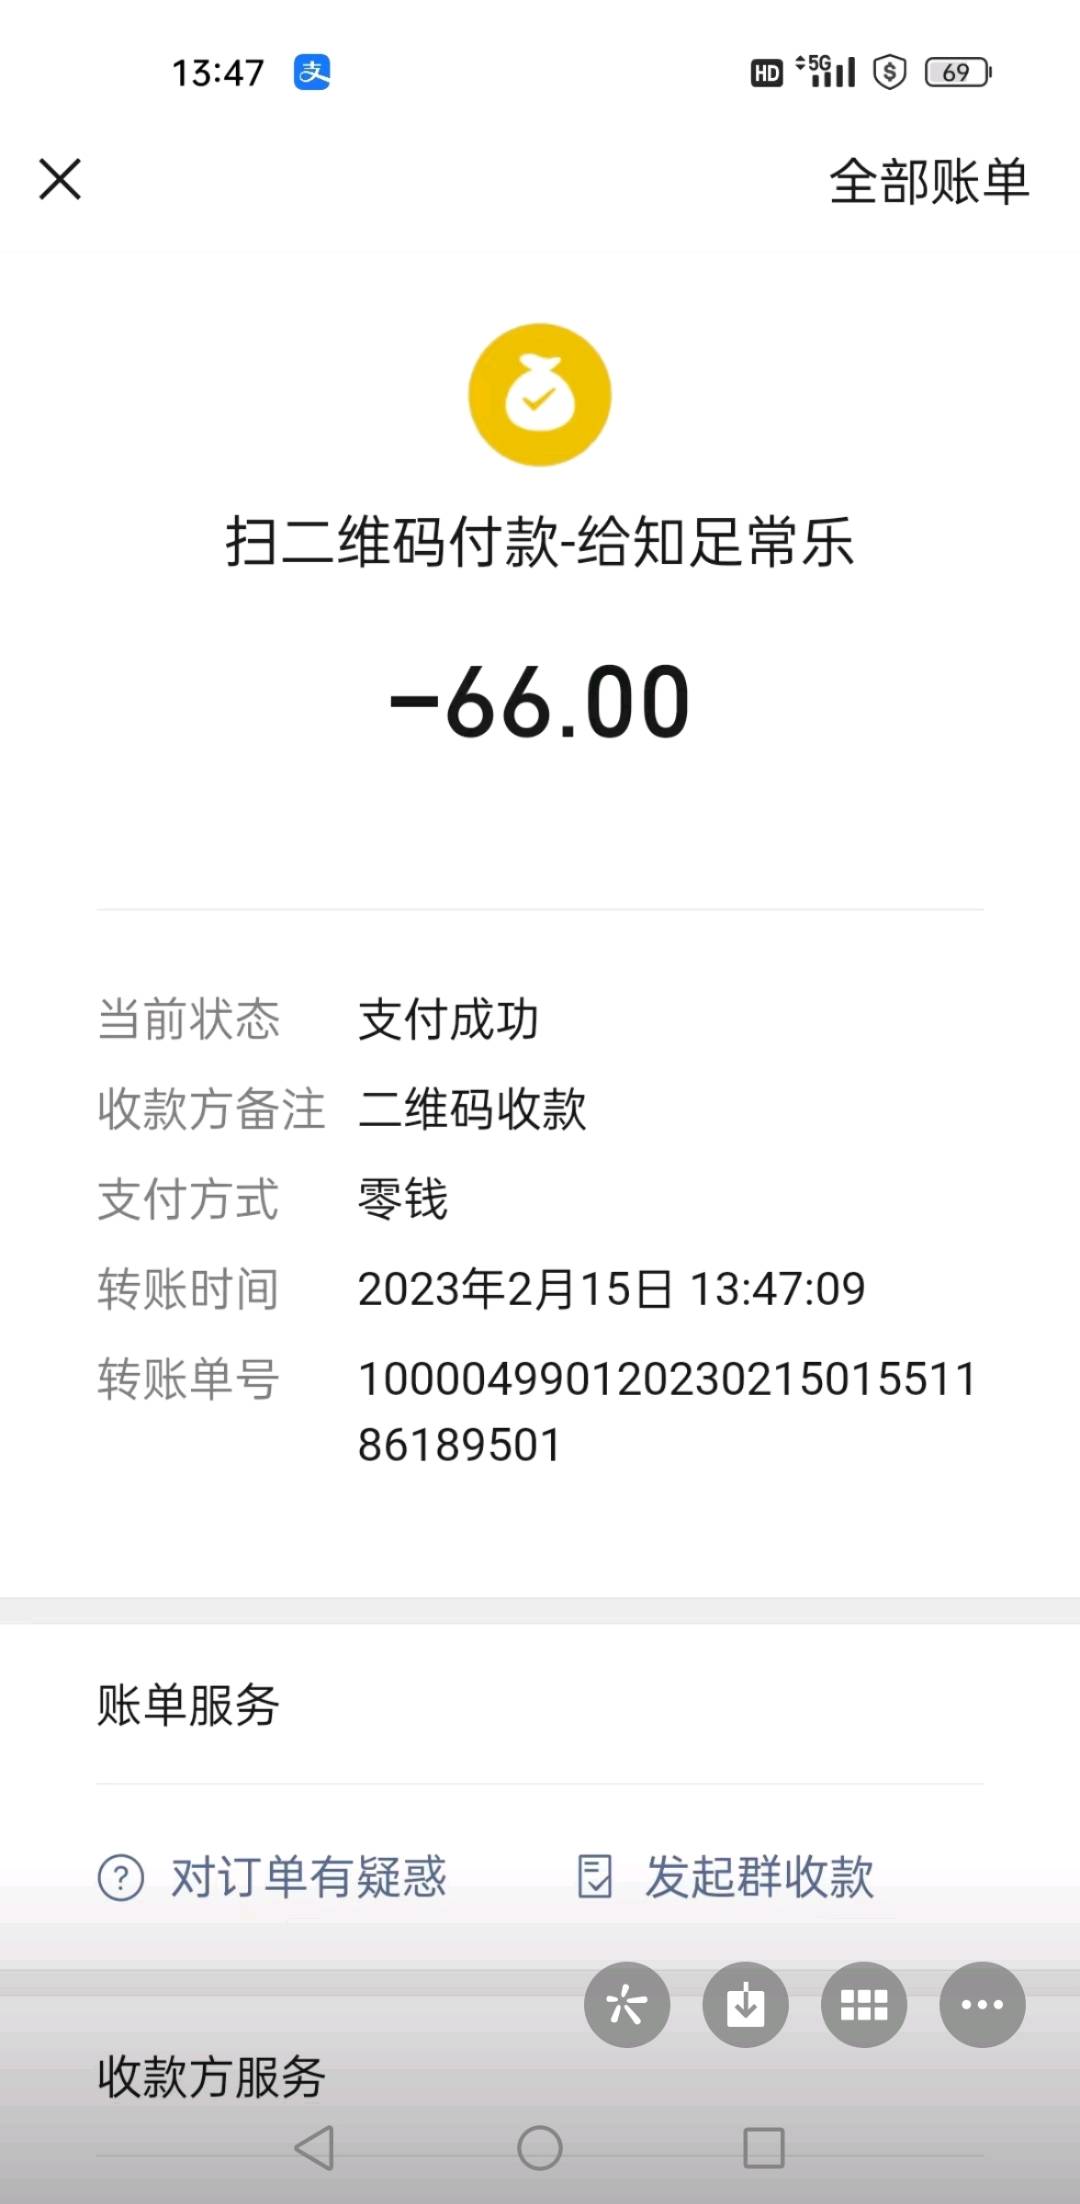 13:47 支 HD 5G 69
全部账单
扫二维码付款-给知足常乐
-66.00
当前状态 支付成功
收款方备注 二维码收款
支付方式 零钱
转账时间 2023年2月15日 13:47:09
转账单号 100004990120230215015511
86189501
账单服务
对订单有疑惑 发起群收款
收款方服务